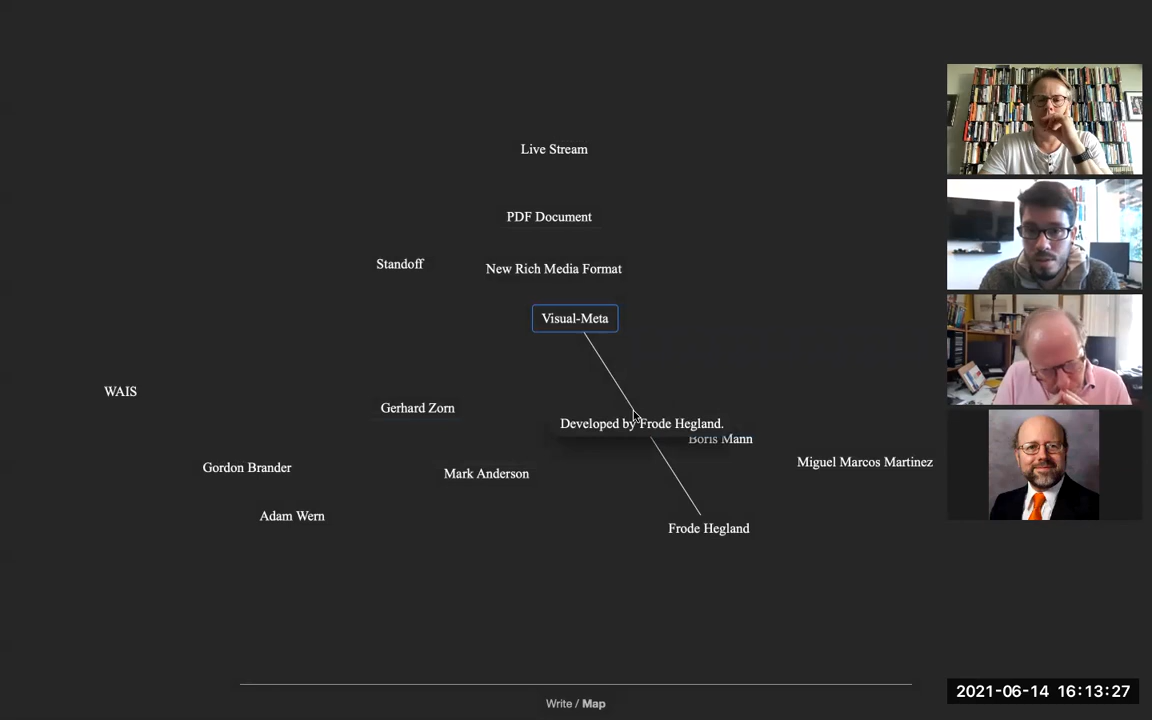 Live Stream
PDF Document
Standoff
New Rich Media Format
Visual-Meta
WAIS
Gerhard Zorn
Developed by Frode Hegland.
Boris Mann
Miguel Marcos Martinez
Gordon Brander
Mark Anderson
Adam Wern
Frode Hegland
Write / Map
2021-06-14 16:13:27